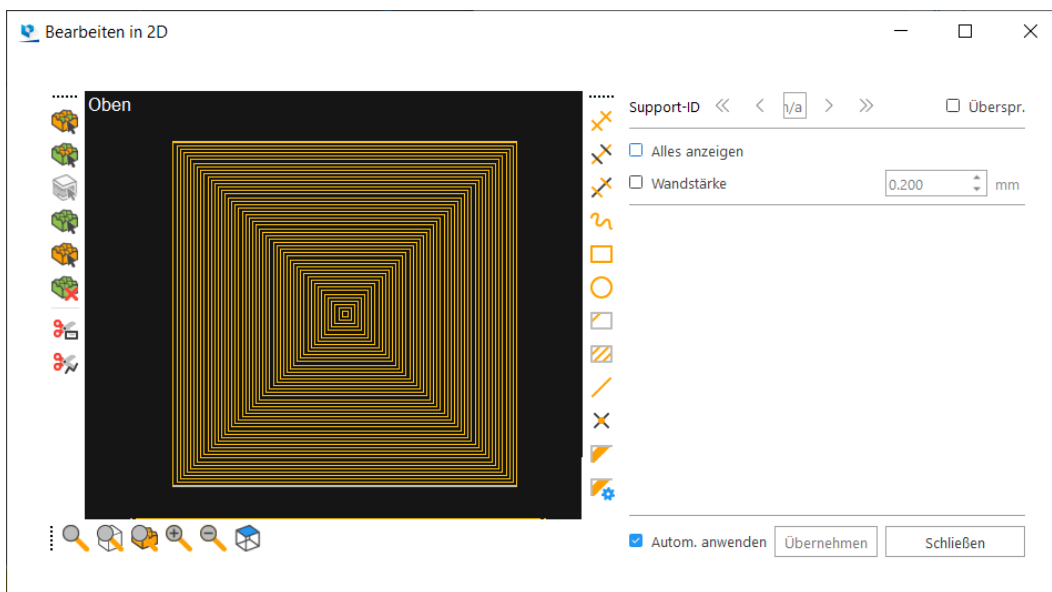 Bearbeiten in 2D
Oben
Support-ID n/a Überspr.
Alles anzeigen
Wandstärke 0.200 mm
Autom. anwenden Übernehmen Schließen